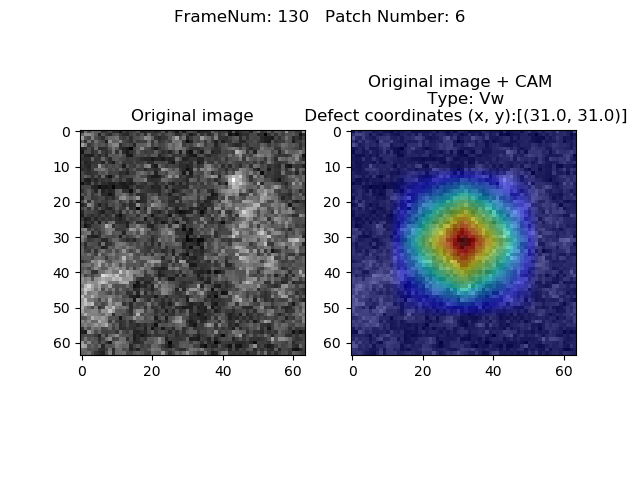 FrameNum: 130   Patch Number: 6
Original image
Original image + CAM
Type: Vw
Defect coordinates (x, y):[(31.0, 31.0)]
0
10
20
30
40
50
60
0 20 40 60
0
10
20
30
40
50
60
0 20 40 60